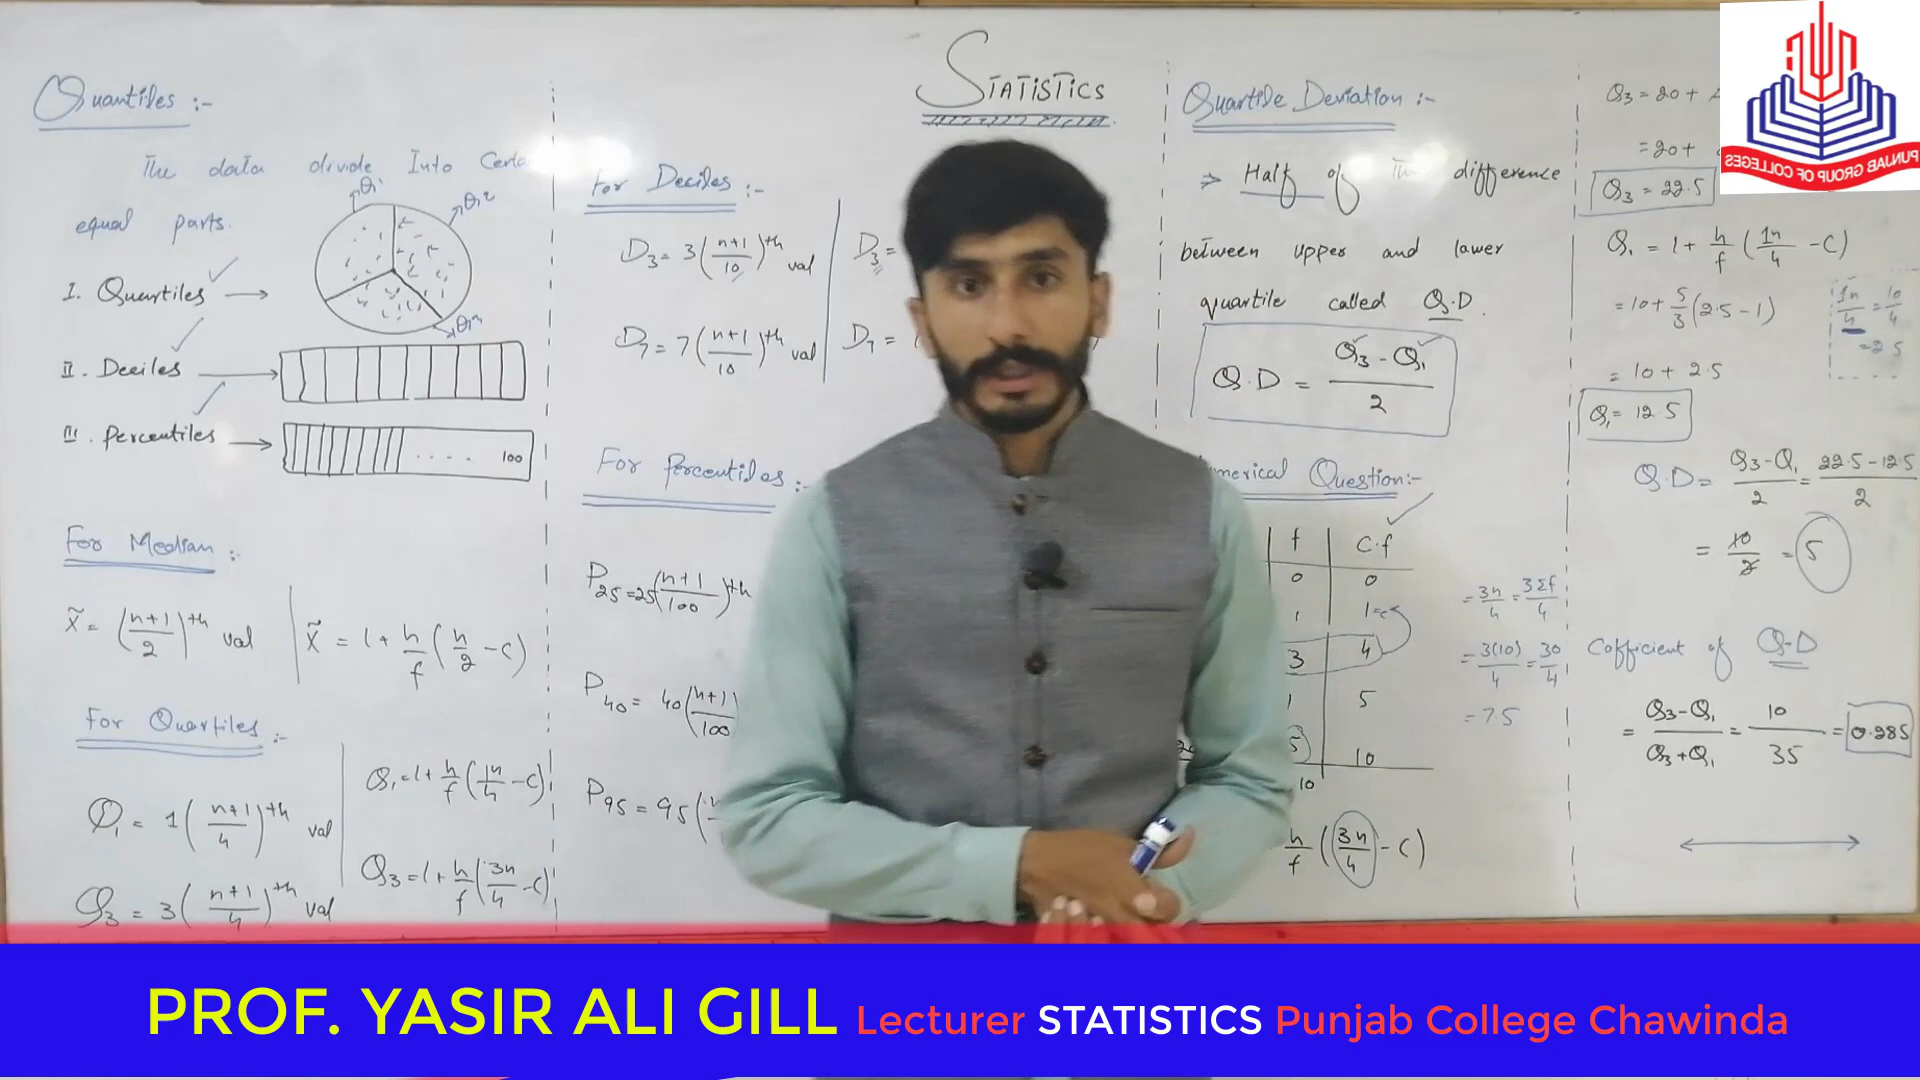 STATISTICS
Quantiles :-
The data divide Into Certa
equal parts.
Q1
Q2
Q3
I. Quartiles
II. Deciles
III. Percentiles
.... 100
For Median :-
X̃ = (n+1/2)^th val
X̃ = l + h/f (n/2 - C)
For Quartiles :-
Q1 = 1 (n+1/4)^th val
Q3 = 3 (n+1/4)^th val
Q1 = l + h/f (1n/4 - C)
Q3 = l + h/f (3n/4 - C)
for Deciles :-
D3 = 3 (n+1/10)^th val
D7 = 7 (n+1/10)^th val
D3 =
D7 =
For Percentiles :-
P25 = 25 (n+1/100)^th
P40 = 40 (n+1/100)
P95 = 95 (
Quartile Deviation :-
⇒ Half of The difference
between upper and lower
quartile called Q.D.
Q.D = Q3 - Q1 / 2
merical Question:-
f C.f
0 0
1 1=c
3 4
1 5
5 10
10
h/f (3n/4 - C)
= 3n/4 = 3Σf/4
= 3(10)/4 = 30/4
= 7.5
Q3 = 20 +
= 20 +
Q3 = 22.5
Q1 = l + h/f (1n/4 - C)
= 10 + 5/3 (2.5 - 1)
1n/4 = 10/4
= 2.5
= 10 + 2.5
Q1 = 12.5
Q.D = Q3 - Q1 / 2 = 22.5 - 12.5 / 2
= 10/2 = 5
Cofficient of Q.D
= Q3 - Q1 / Q3 + Q1 = 10/35 = 0.285
PUNJAB GROUP OF COLLEGES
PROF. YASIR ALI GILL Lecturer STATISTICS Punjab College Chawinda